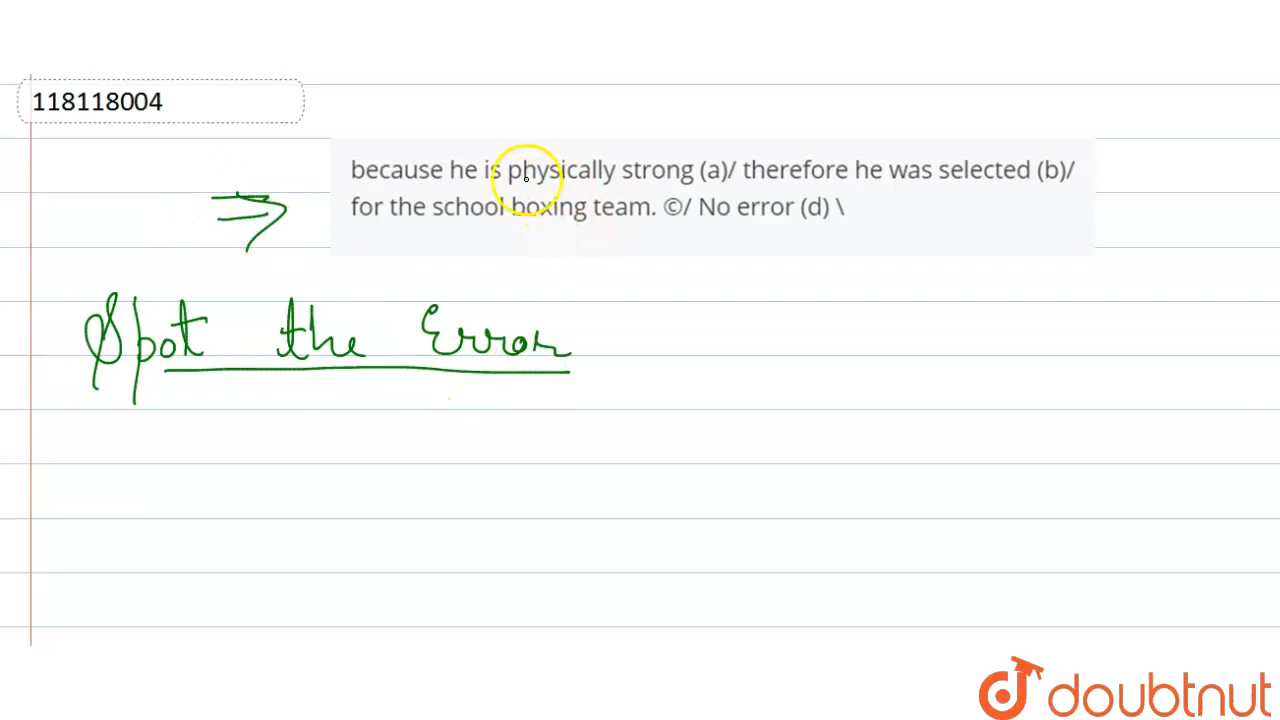 118118004
because he is physically strong (a)/ therefore he was selected (b)/
for the school boxing team. ©/ No error (d) \
Spot the Error
doubtnut